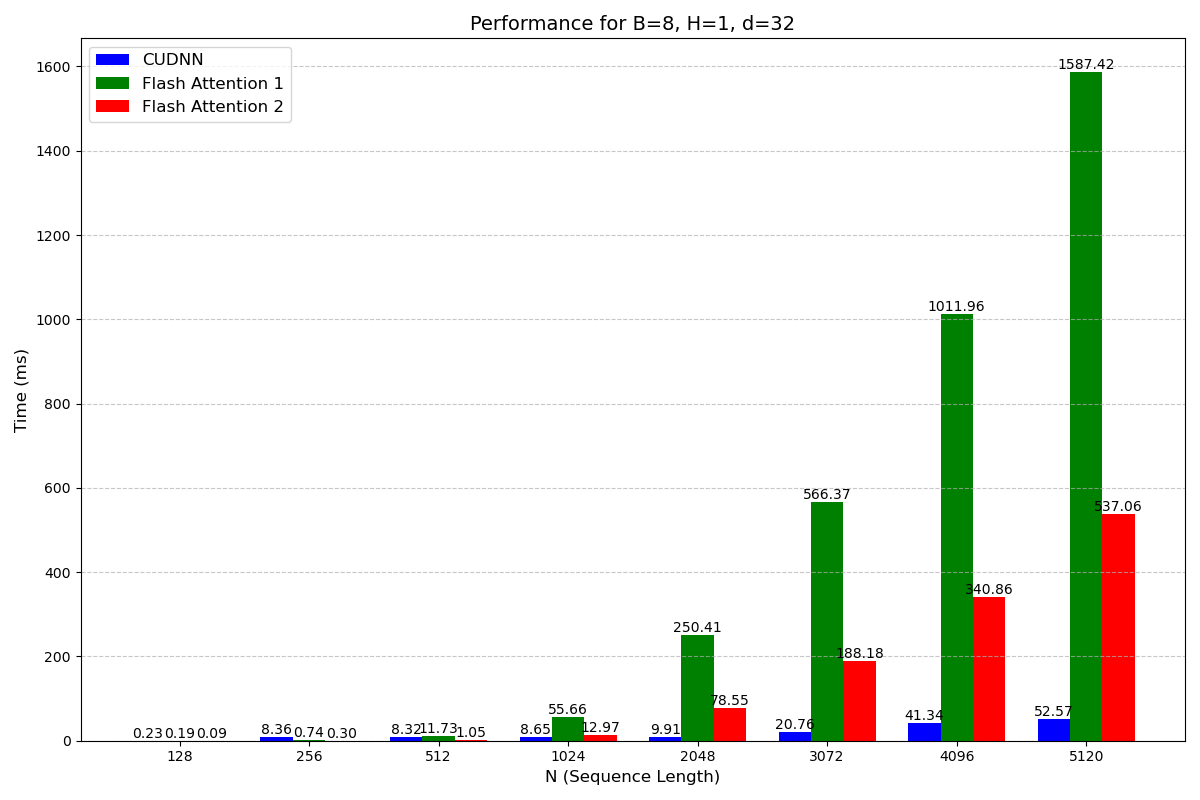 Performance for B=8, H=1, d=32
CUDNN
Flash Attention 1
Flash Attention 2
Time (ms)
1600
1400
1200
1000
800
600
400
200
0
0.23 0.19 0.09
8.36 0.74 0.30
8.32 11.73 1.05
8.65 55.66 12.97
9.91 250.41 78.55
20.76 566.37 188.18
41.34 1011.96 340.86
52.57 1587.42 537.06
128 256 512 1024 2048 3072 4096 5120
N (Sequence Length)